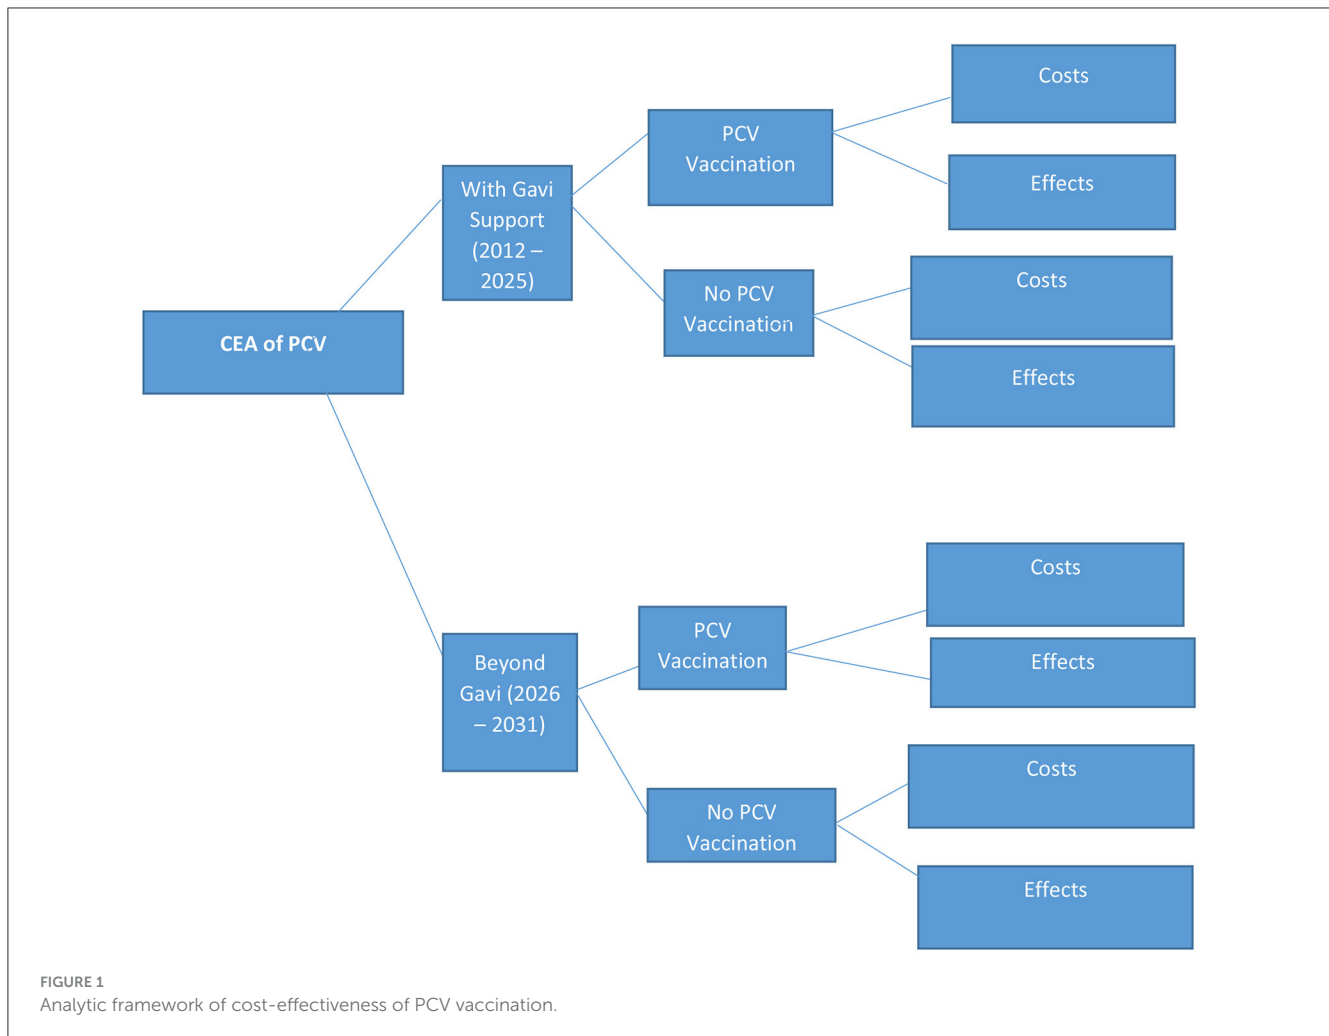 CEA of PCV
With Gavi
Support
(2012 –
2025)
PCV
Vaccination
Costs
Effects
No PCV
Vaccination
Costs
Effects
Beyond
Gavi (2026
– 2031)
PCV
Vaccination
Costs
Effects
No PCV
Vaccination
Costs
Effects
FIGURE 1
Analytic framework of cost-effectiveness of PCV vaccination.